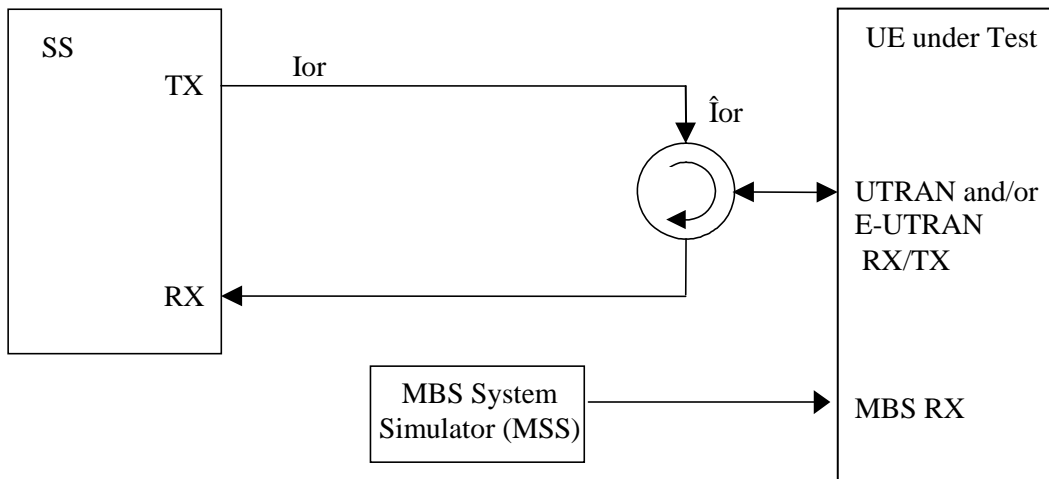 SS
TX
Ior
Îor
UE under Test
UTRAN and/or
E-UTRAN
RX/TX
RX
MBS System
Simulator (MSS)
MBS RX